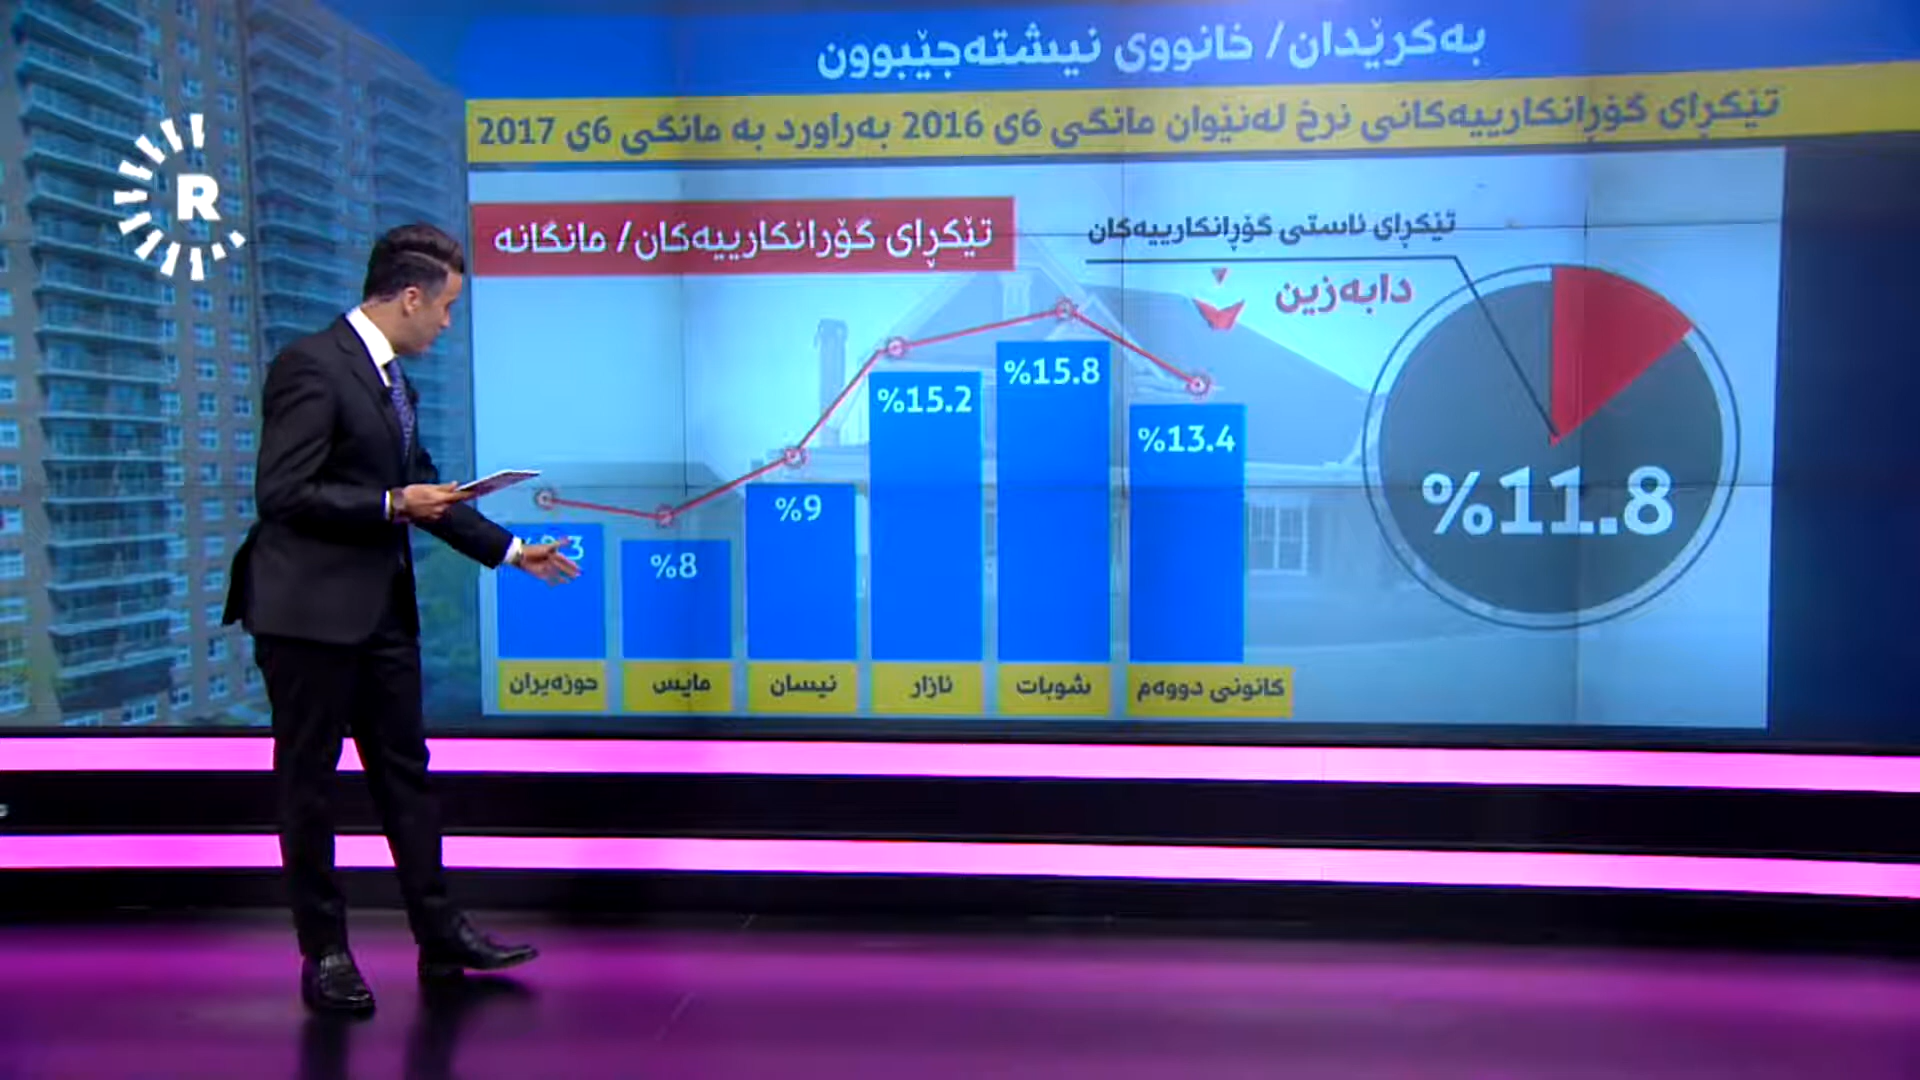 R
بەکرێدان/ خانووی نیشتەجێبوون
تێکڕای گۆڕانکارییەکانی نرخ لەنێوان مانگی 6ی 2016 بەراورد بە مانگی 6ی 2017
تێکڕای ئاستی گۆڕانکارییەکان
دابەزین
%11.8
تێکڕای گۆڕانکارییەکان/ مانگانە
%13.4
%15.8
%15.2
%9
%8
کانونی دووەم
شوبات
ئازار
نیسان
مایس
حوزەیران